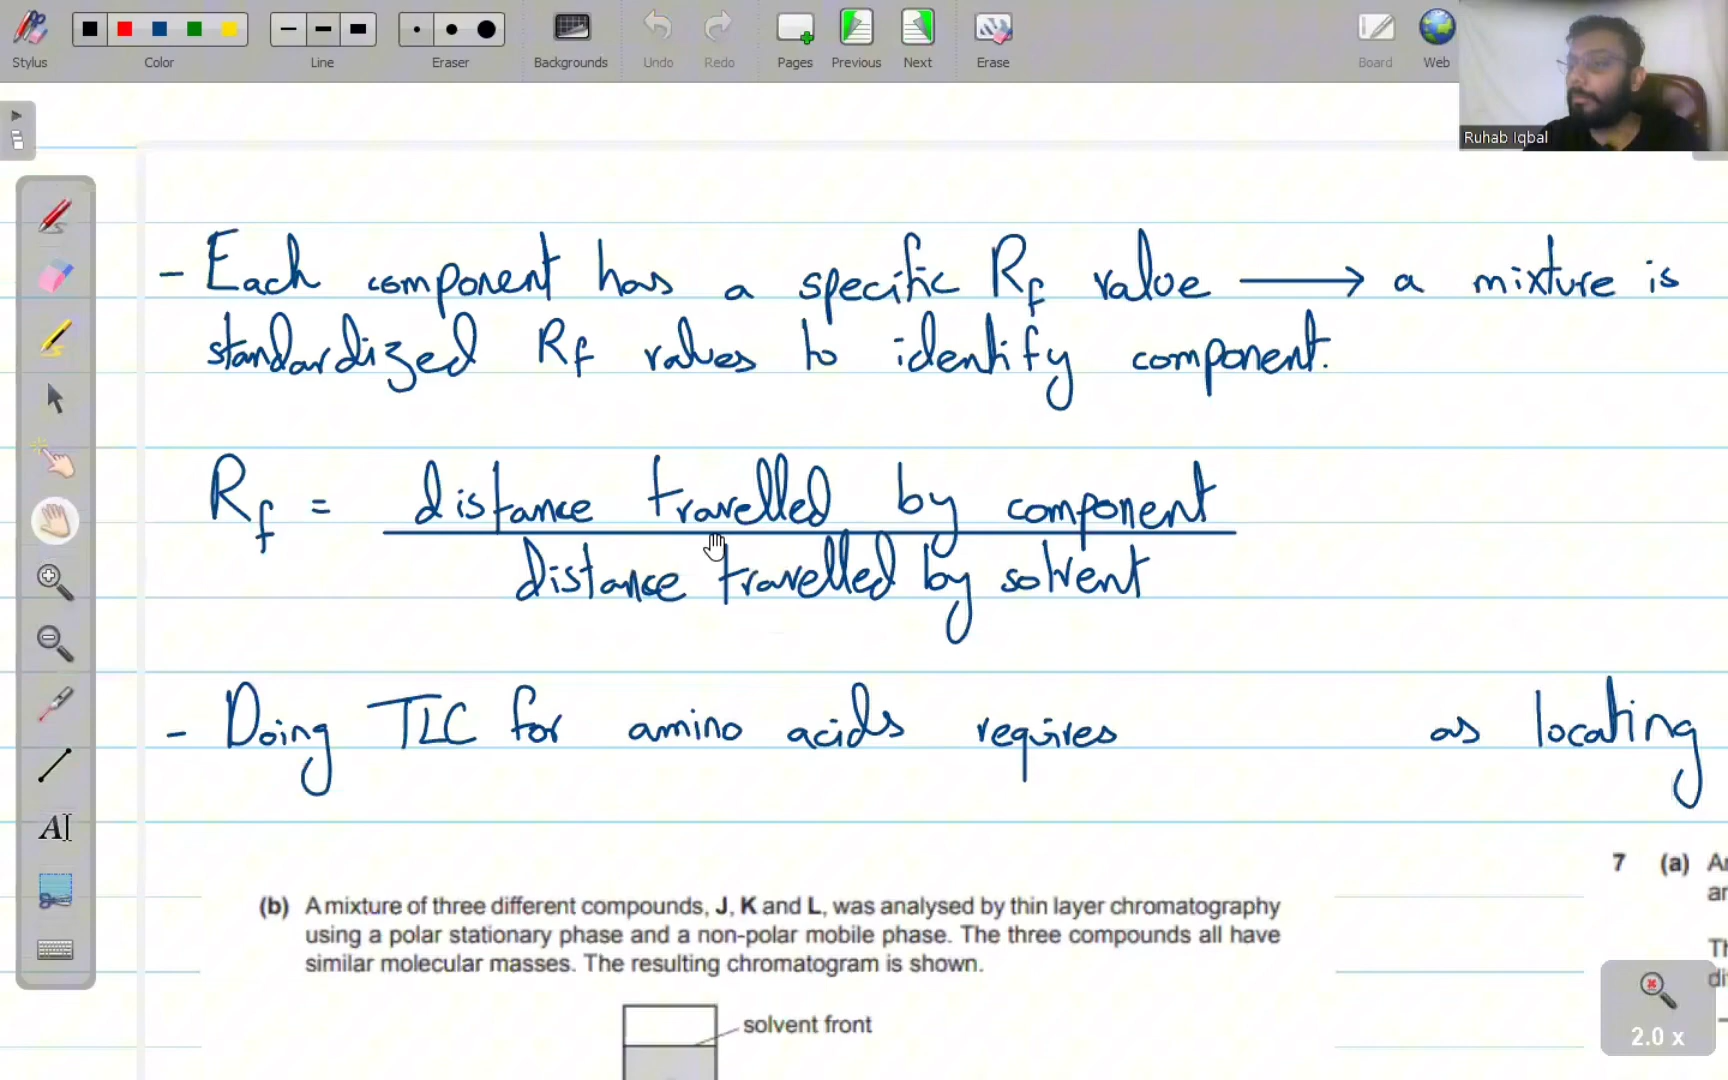 Stylus
Color
Line
Eraser
Backgrounds
Undo
Redo
Pages
Previous
Next
Erase
Board
Web
Ruhab Iqbal
- Each component has a specific Rf value → a mixture is
standardized Rf values to identify component.
Rf = distance travelled by component
distance travelled by solvent
- Doing TLC for amino acids requires as locating
(b) A mixture of three different compounds, J, K and L, was analysed by thin layer chromatography
using a polar stationary phase and a non-polar mobile phase. The three compounds all have
similar molecular masses. The resulting chromatogram is shown.
solvent front
7 (a)
2.0 x